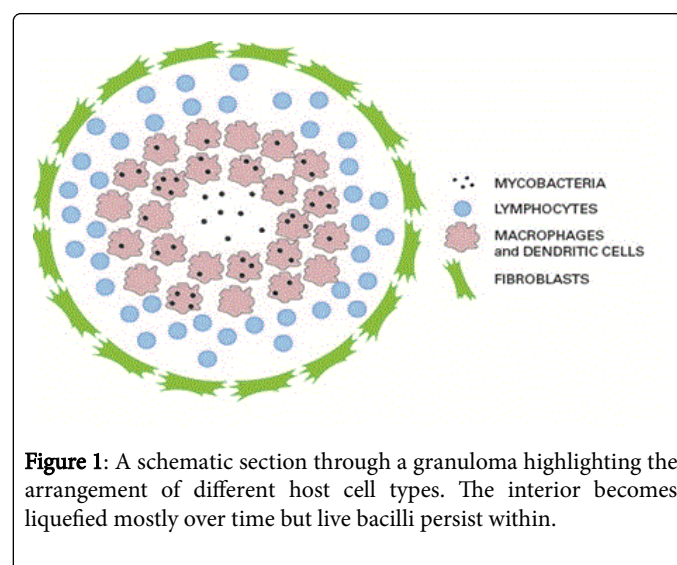 MYCOBACTERIA
LYMPHOCYTES
MACROPHAGES
and DENDRITIC CELLS
FIBROBLASTS
Figure 1: A schematic section through a granuloma highlighting the
arrangement of different host cell types. The interior becomes
liquefied mostly over time but live bacilli persist within.